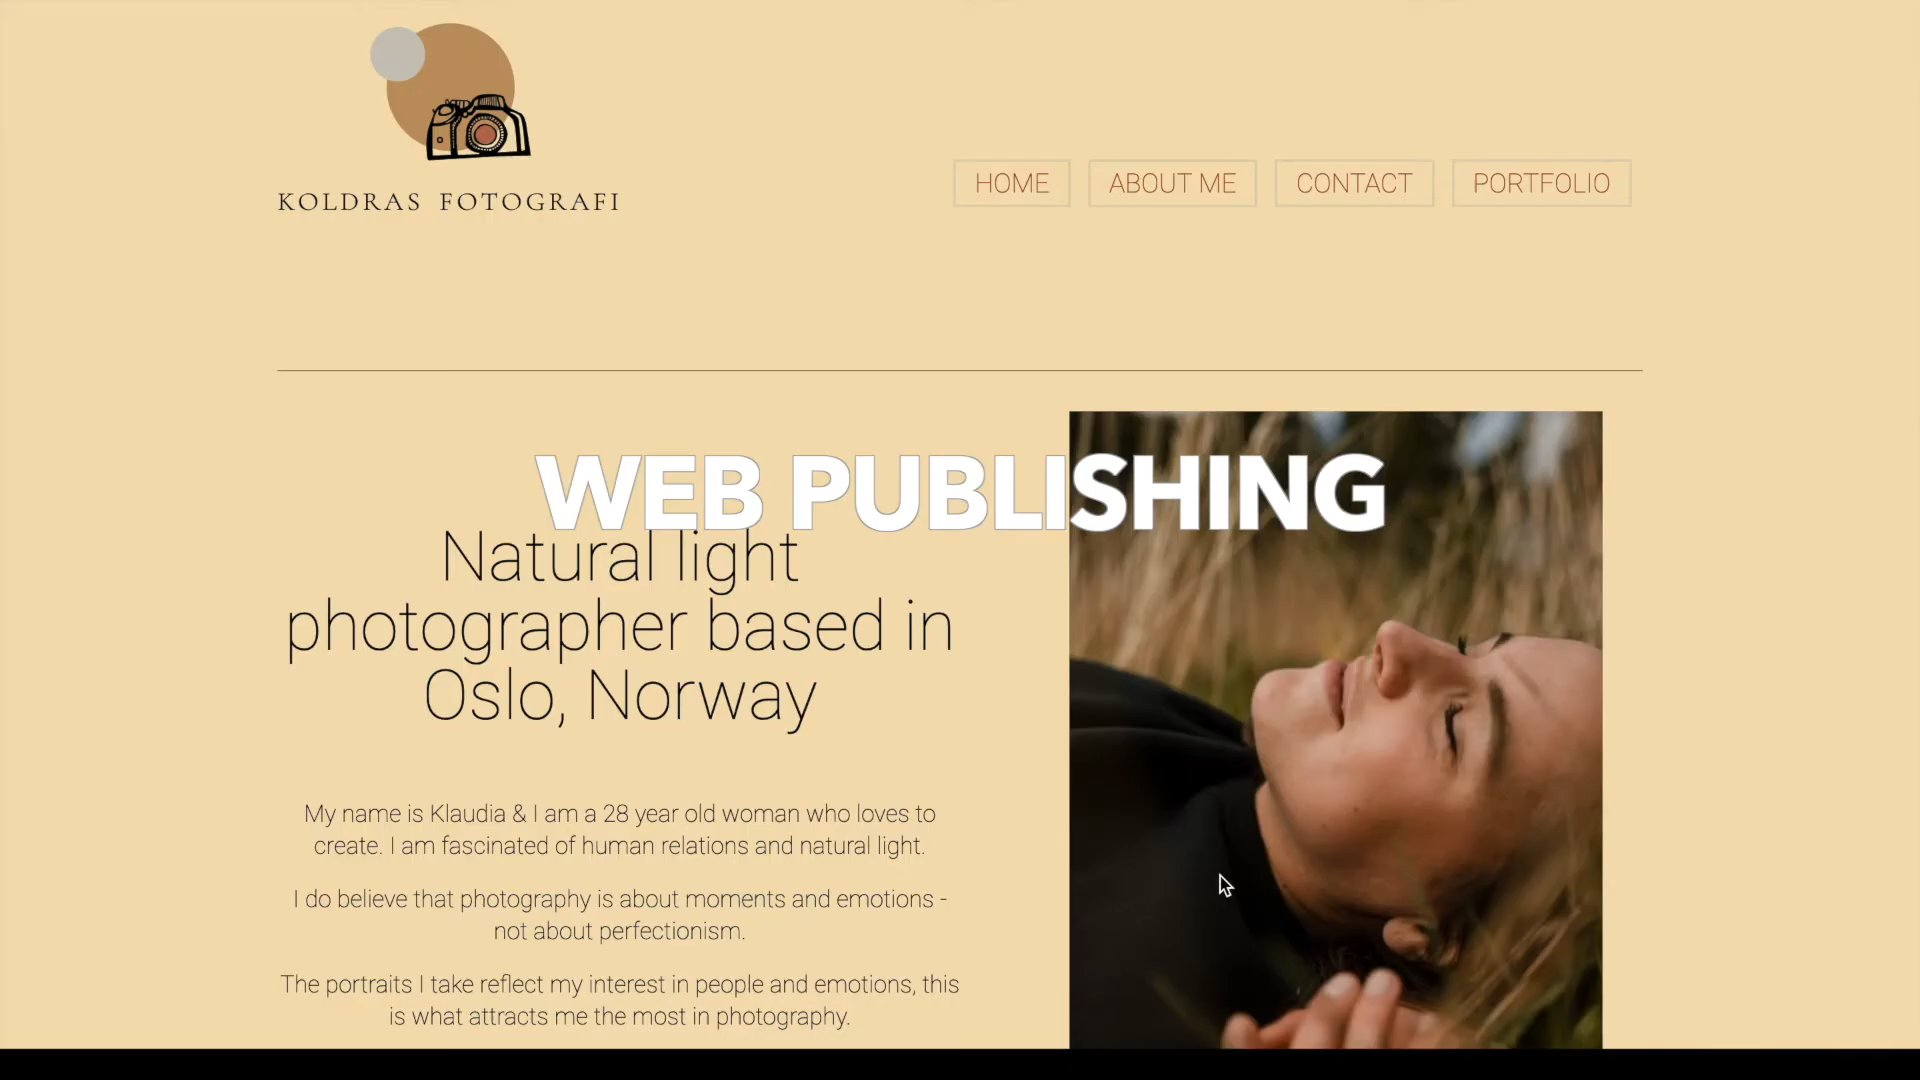 KOLDRAS FOTOGRAFI
HOME
ABOUT ME
CONTACT
PORTFOLIO
WEB PUBLISHING
Natural light
photographer based in
Oslo, Norway
My name is Klaudia & I am a 28 year old woman who loves to
create. I am fascinated of human relations and natural light.
I do believe that photography is about moments and emotions -
not about perfectionism.
The portraits I take reflect my interest in people and emotions, this
is what attracts me the most in photography.